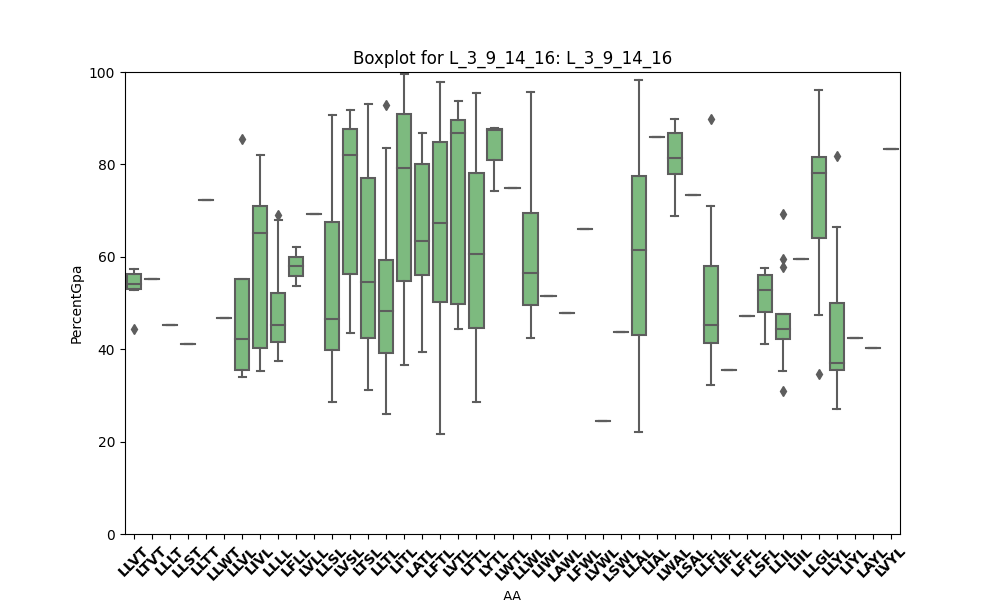 Boxplot for L_3_9_14_16: L_3_9_14_16
100
80
60
40
20
0
PercentGpa
LLVT
LTVT
LLLT
LLST
LLTT
LLWT
LLVL
LIVL
LLLL
LFLL
LVLL
LLSL
LVSL
LTSL
LLTL
LITL
LATL
LFTL
LVTL
LTTL
LYTL
LWTL
LLWL
LIWL
LAWL
LFWL
LVWL
LSWL
LLAL
LIAL
LWAL
LSAL
LLFL
LIFL
LFFL
LSFL
LLIL
LIIL
LLGL
LLYL
LIYL
LAYL
LVYL
AA